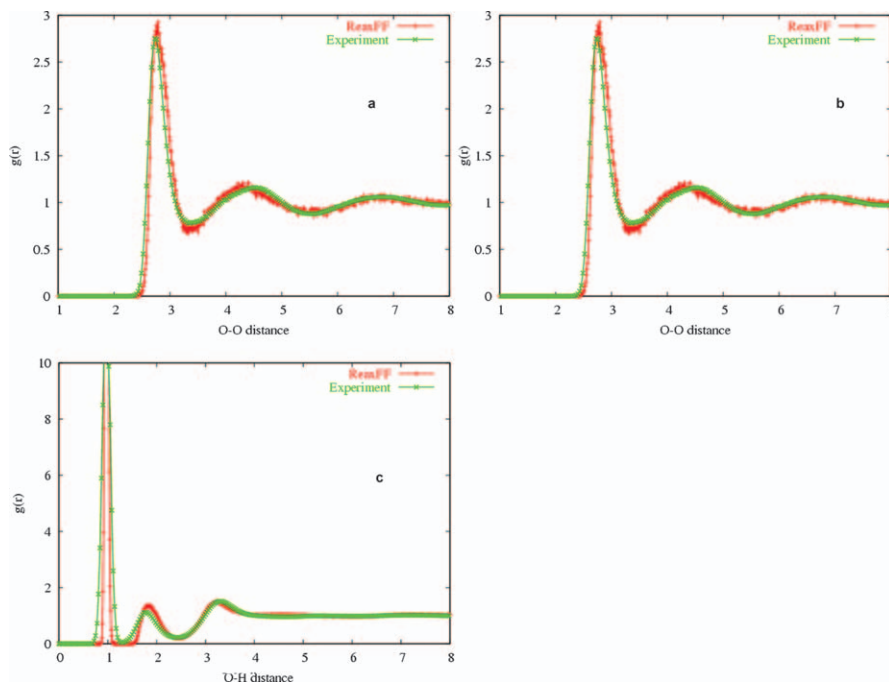 3
ReaxFF
Experiment
2.5
2
a
g(r)
1.5
1
0.5
0
1 2 3 4 5 6 7 8
O-O distance
3
ReaxFF
Experiment
2.5
2
b
g(r)
1.5
1
0.5
0
1 2 3 4 5 6 7 8
O-O distance
10
ReaxFF
Experiment
8
6
c
g(r)
4
2
0
0 1 2 3 4 5 6 7 8
O-H distance